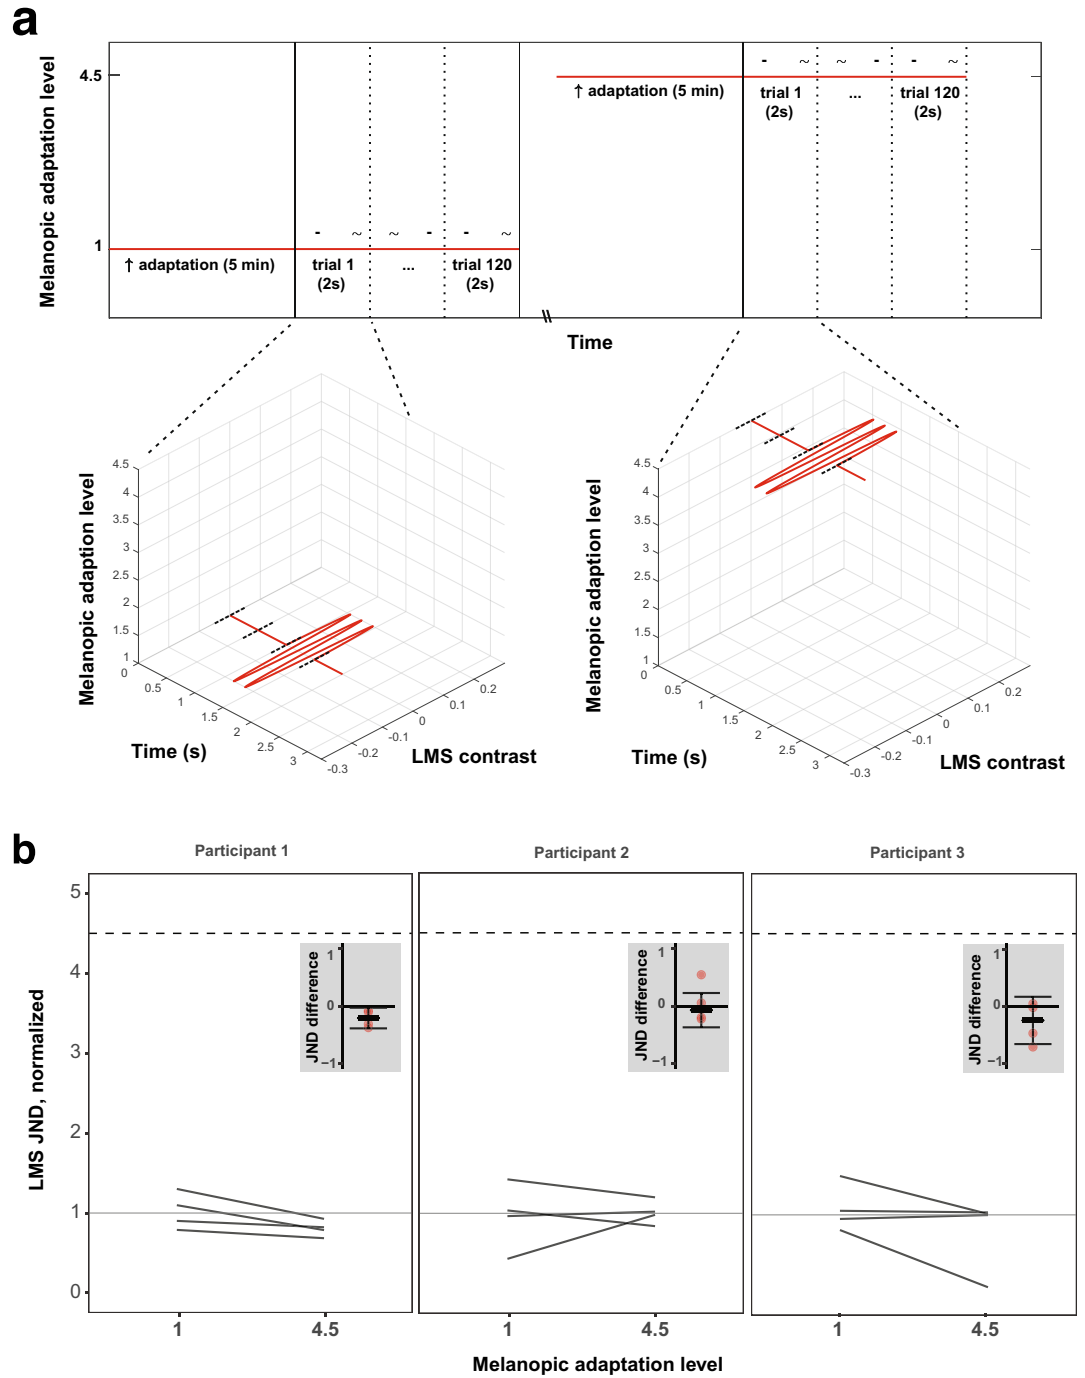 a
Melanopic adaptation level
4.5
1
- ~ ~ - - ~
↑ adaptation (5 min)
trial 1
(2s)
...
trial 120
(2s)
- ~ ~ - - ~
↑ adaptation (5 min)
trial 1
(2s)
...
trial 120
(2s)
//
Time
Melanopic adaption level
4.5
4
3.5
3
2.5
2
1.5
1
0
0.5
1
1.5
2
2.5
3
Time (s)
-0.3
-0.2
-0.1
0
0.1
0.2
LMS contrast
Melanopic adaption level
4.5
4
3.5
3
2.5
2
1.5
1
0
0.5
1
1.5
2
2.5
3
Time (s)
-0.3
-0.2
-0.1
0
0.1
0.2
LMS contrast
b
Participant 1
Participant 2
Participant 3
LMS JND, normalized
5
4
3
2
1
0
JND difference
1
0
−1
JND difference
1
0
−1
JND difference
1
0
−1
1
4.5
1
4.5
1
4.5
Melanopic adaptation level